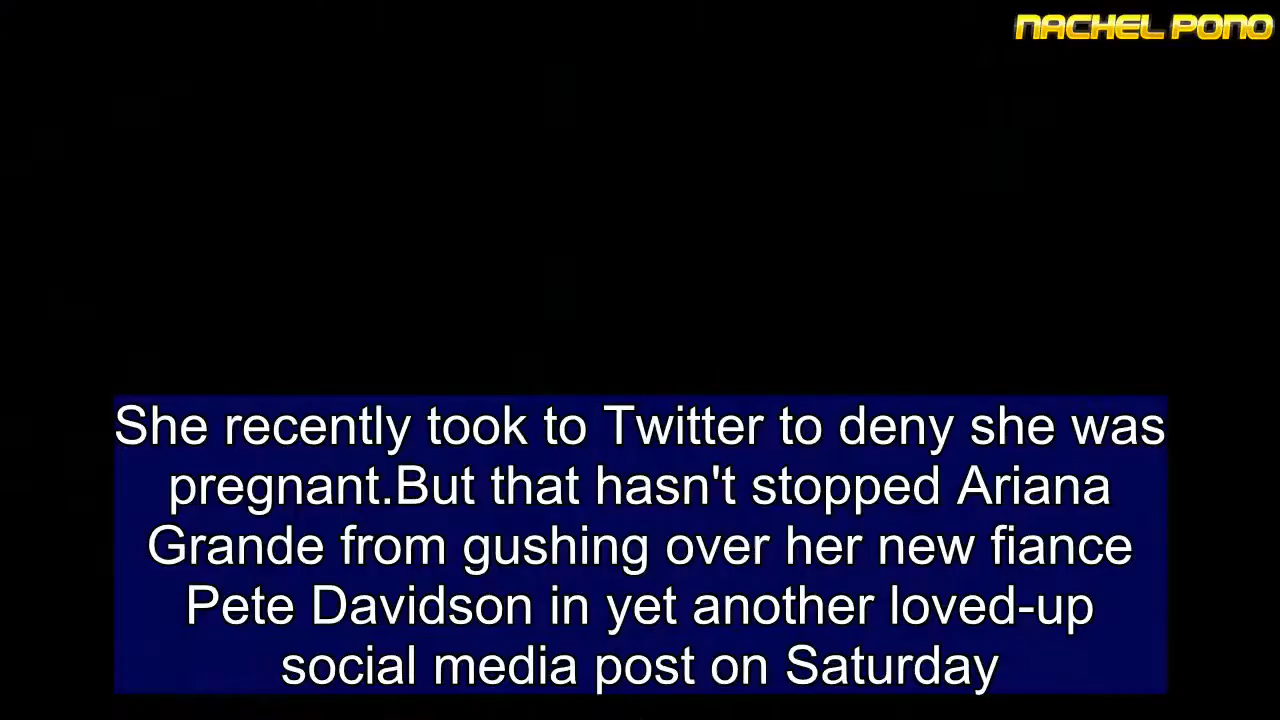 NACHEL PONO
She recently took to Twitter to deny she was
pregnant.But that hasn't stopped Ariana
Grande from gushing over her new fiance
Pete Davidson in yet another loved-up
social media post on Saturday